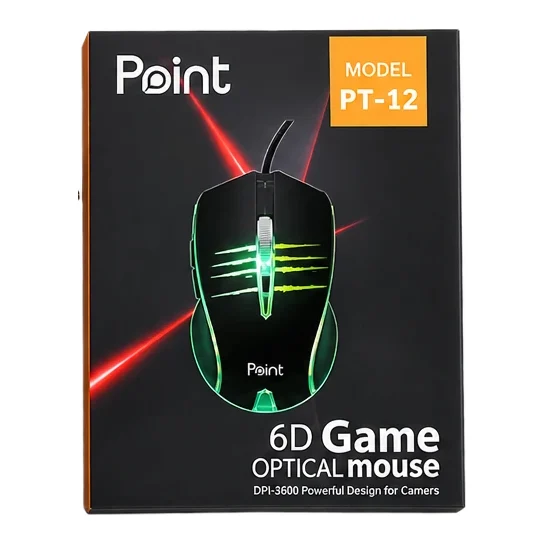 Point
MODEL
PT-12
Point
6D Game
OPTICAL mouse
DPI-3600 Powerful Design for Camers